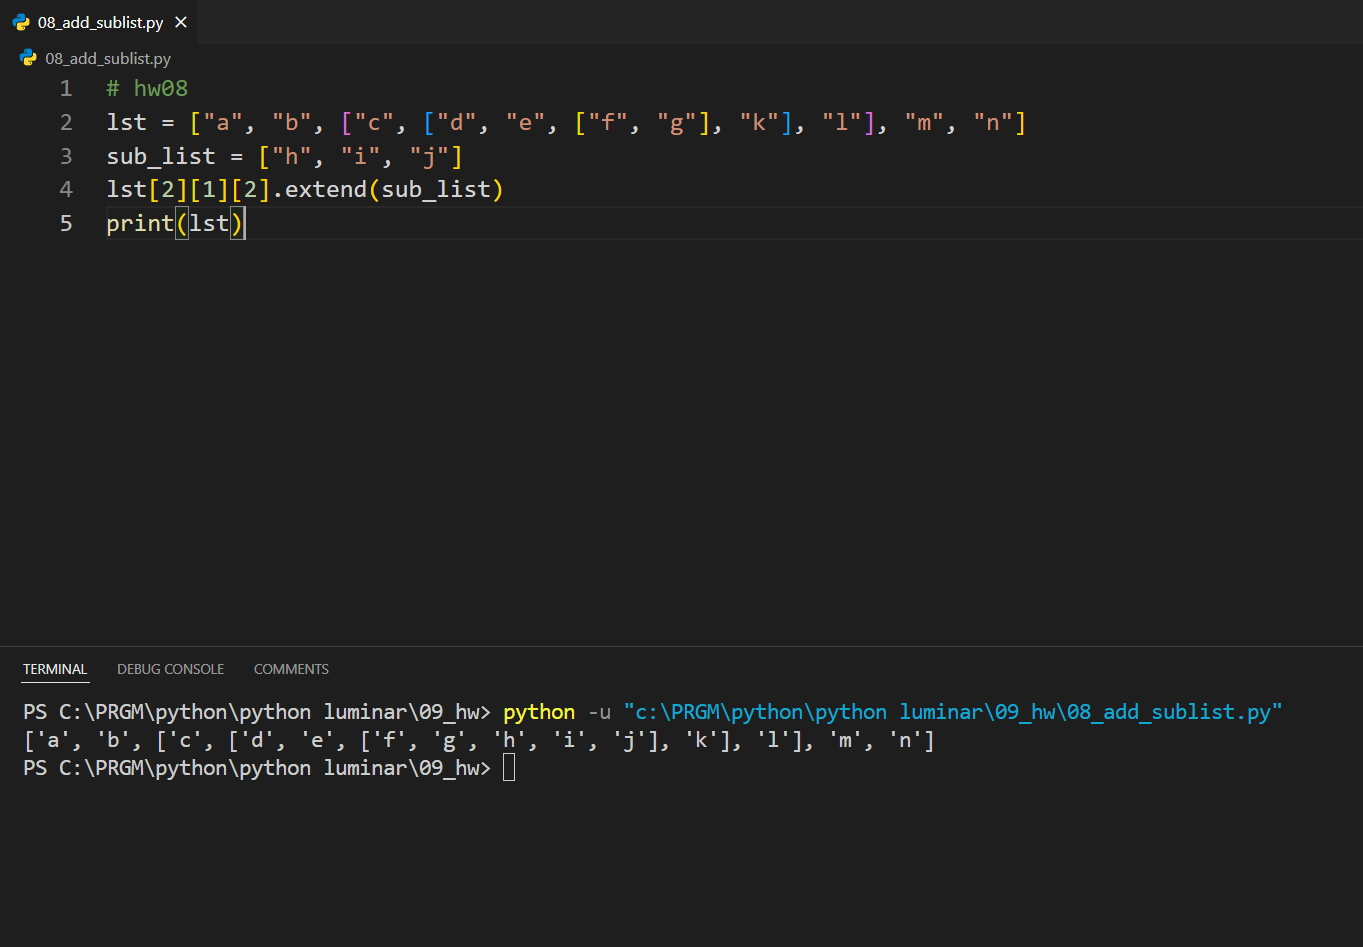 08_add_sublist.py
08_add_sublist.py
1 # hw08
2 lst = ["a", "b", ["c", ["d", "e", ["f", "g"], "k"], "l"], "m", "n"]
3 sub_list = ["h", "i", "j"]
4 lst[2][1][2].extend(sub_list)
5 print(lst)
TERMINAL DEBUG CONSOLE COMMENTS
PS C:\PRGM\python\python luminar\09_hw> python -u "c:\PRGM\python\python luminar\09_hw\08_add_sublist.py"
['a', 'b', ['c', ['d', 'e', ['f', 'g', 'h', 'i', 'j'], 'k'], 'l'], 'm', 'n']
PS C:\PRGM\python\python luminar\09_hw>